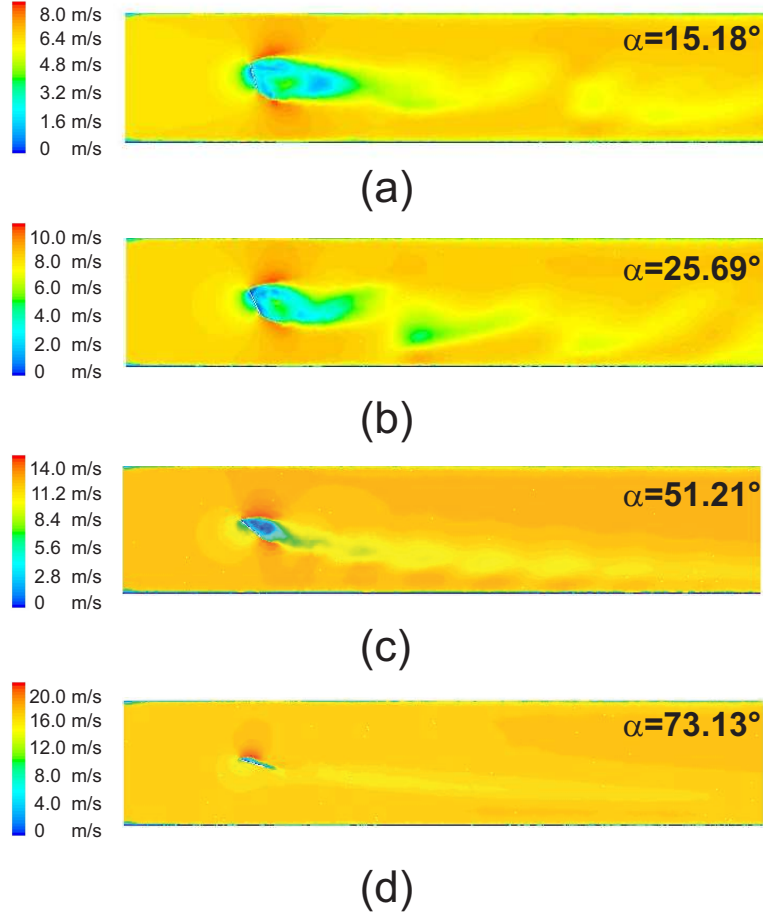 8.0 m/s
6.4 m/s
4.8 m/s
3.2 m/s
1.6 m/s
0 m/s
α=15.18°
(a)
10.0 m/s
8.0 m/s
6.0 m/s
4.0 m/s
2.0 m/s
0 m/s
α=25.69°
(b)
14.0 m/s
11.2 m/s
8.4 m/s
5.6 m/s
2.8 m/s
0 m/s
α=51.21°
(c)
20.0 m/s
16.0 m/s
12.0 m/s
8.0 m/s
4.0 m/s
0 m/s
α=73.13°
(d)